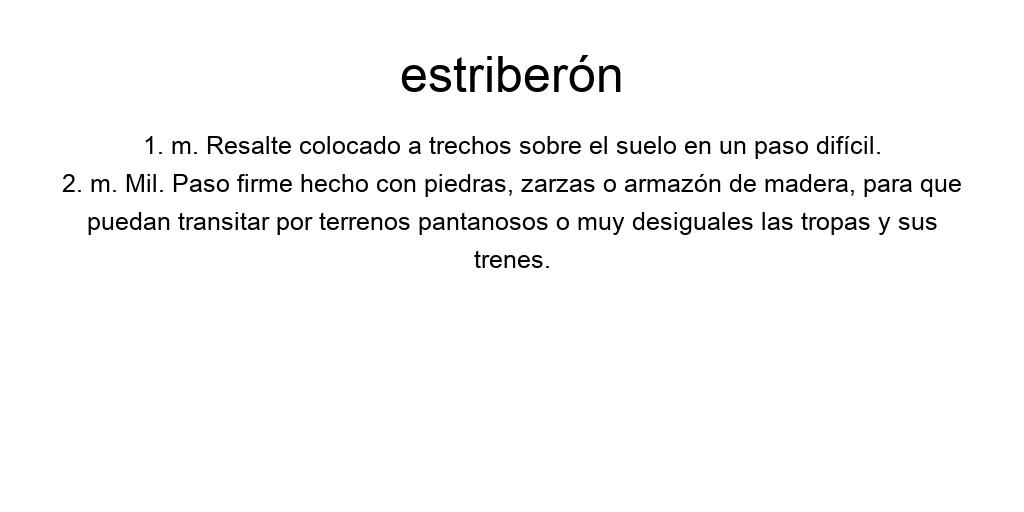 estriberón
1. m. Resalte colocado a trechos sobre el suelo en un paso difícil.
2. m. Mil. Paso firme hecho con piedras, zarzas o armazón de madera, para que
puedan transitar por terrenos pantanosos o muy desiguales las tropas y sus
trenes.